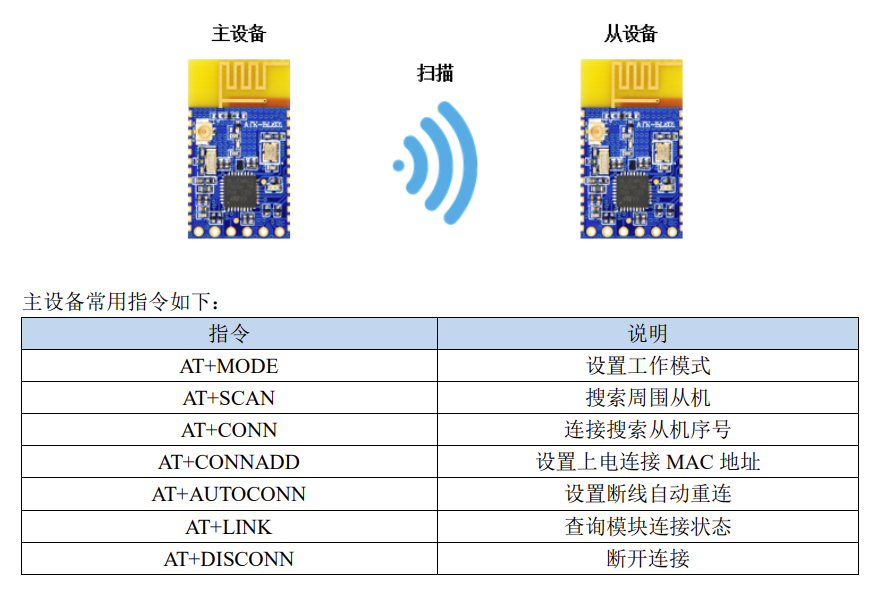 主设备
从设备
扫描
ATK-BLE01
ATK-BLE01
主设备常用指令如下：
指令 说明
AT+MODE 设置工作模式
AT+SCAN 搜索周围从机
AT+CONN 连接搜索从机序号
AT+CONNADD 设置上电连接 MAC 地址
AT+AUTOCONN 设置断线自动重连
AT+LINK 查询模块连接状态
AT+DISCONN 断开连接